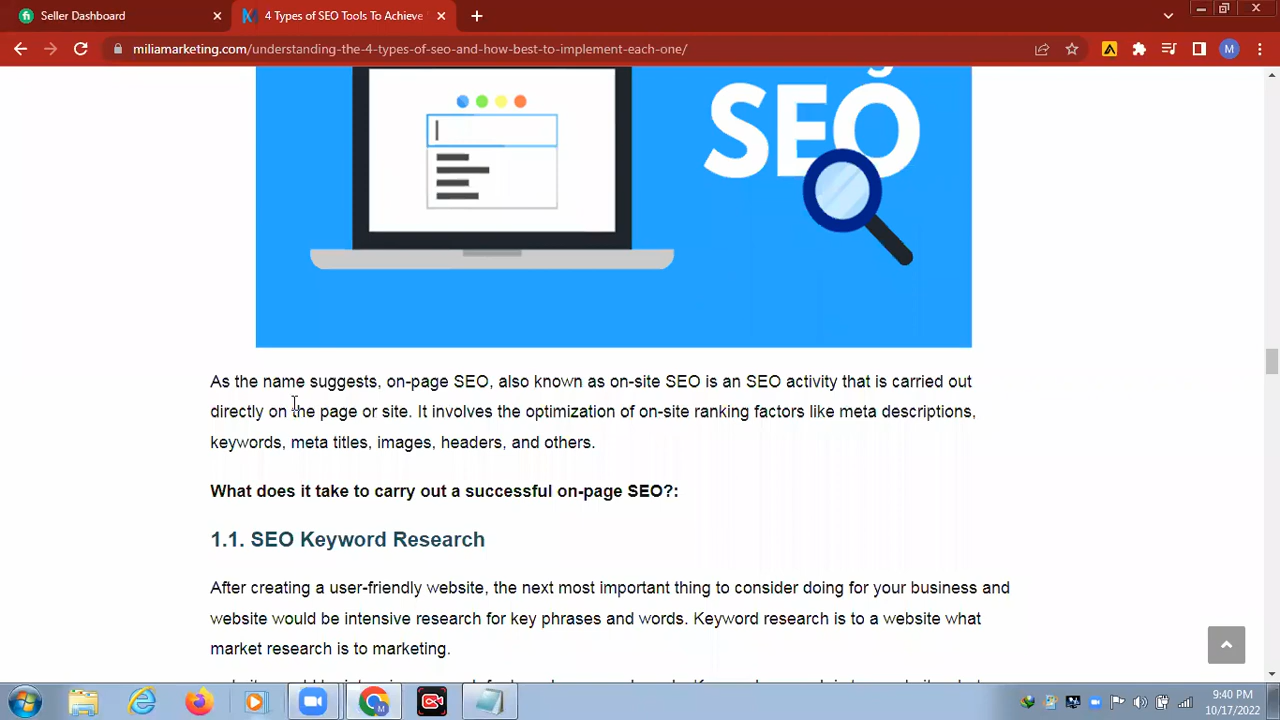 Seller Dashboard
4 Types of SEO Tools To Achieve
miliamarketing.com/understanding-the-4-types-of-seo-and-how-best-to-implement-each-one/
M
SEO
As the name suggests, on-page SEO, also known as on-site SEO is an SEO activity that is carried out
directly on the page or site. It involves the optimization of on-site ranking factors like meta descriptions,
keywords, meta titles, images, headers, and others.
What does it take to carry out a successful on-page SEO?:
1.1. SEO Keyword Research
After creating a user-friendly website, the next most important thing to consider doing for your business and
website would be intensive research for key phrases and words. Keyword research is to a website what
market research is to marketing.
9:40 PM
10/17/2022